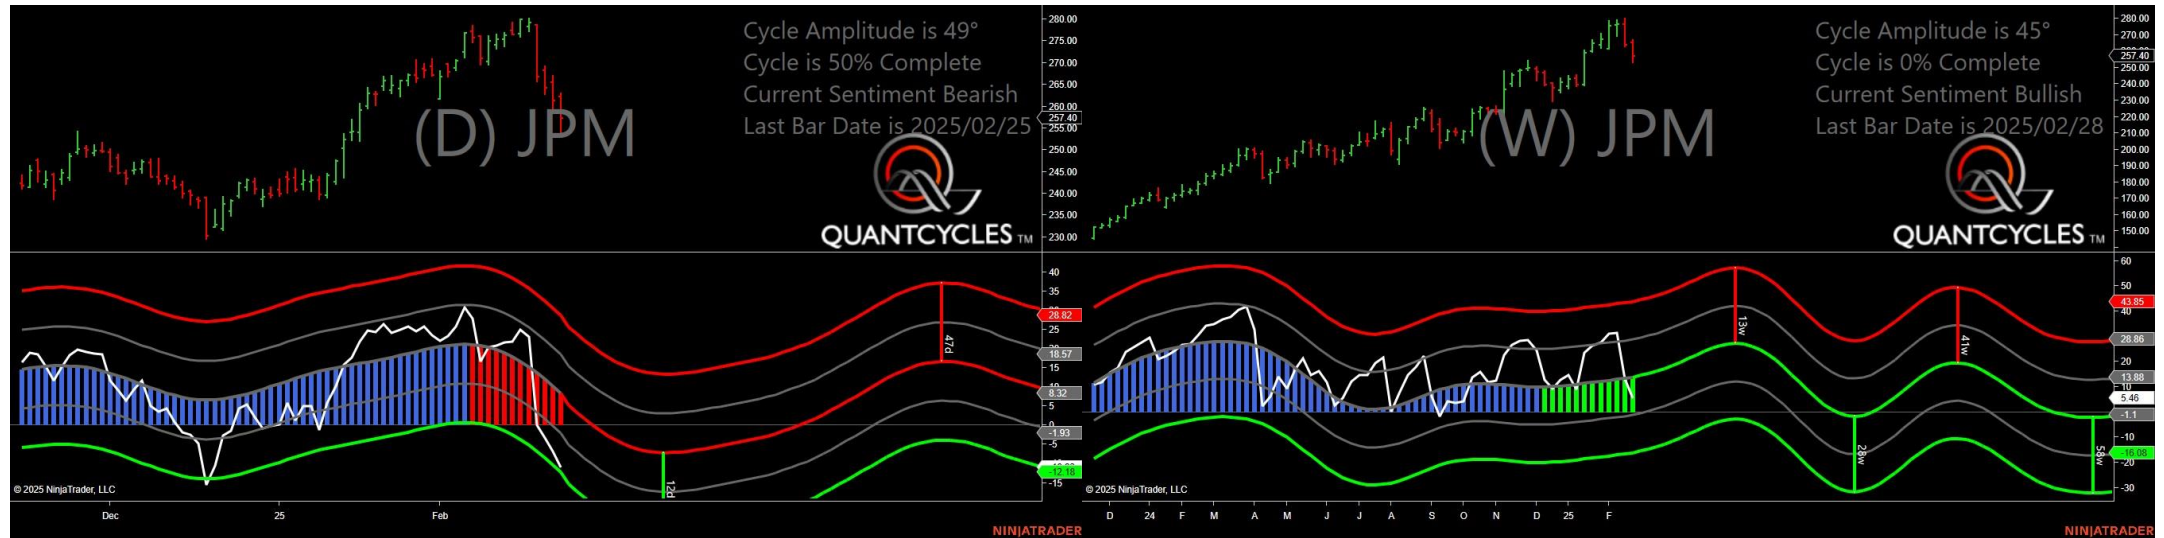 Cycle Amplitude is 49°
Cycle is 50% Complete
Current Sentiment Bearish
Last Bar Date is 2025/02/25
(D) JPM
QUANTCYCLES TM
280.00
275.00
270.00
265.00
260.00
257.40
255.00
250.00
245.00
240.00
235.00
230.00
40
35
28.82
25
20
18.57
15
8.32
5
0
-1.93
-5
-12.18
-15
47d
12d
© 2025 NinjaTrader, LLC
Dec
25
Feb
NINJATRADER
Cycle Amplitude is 45°
Cycle is 0% Complete
Current Sentiment Bullish
Last Bar Date is 2025/02/28
(W) JPM
QUANTCYCLES TM
280.00
270.00
257.40
250.00
240.00
230.00
220.00
210.00
200.00
190.00
180.00
170.00
160.00
150.00
60
50
43.85
40
28.86
20
13.88
10
5.46
-1.1
-10
-16.08
-20
-30
13w
28w
41w
58w
© 2025 NinjaTrader, LLC
D
24
F
M
A
M
J
J
A
S
O
N
D
25
F
NINJATRADER